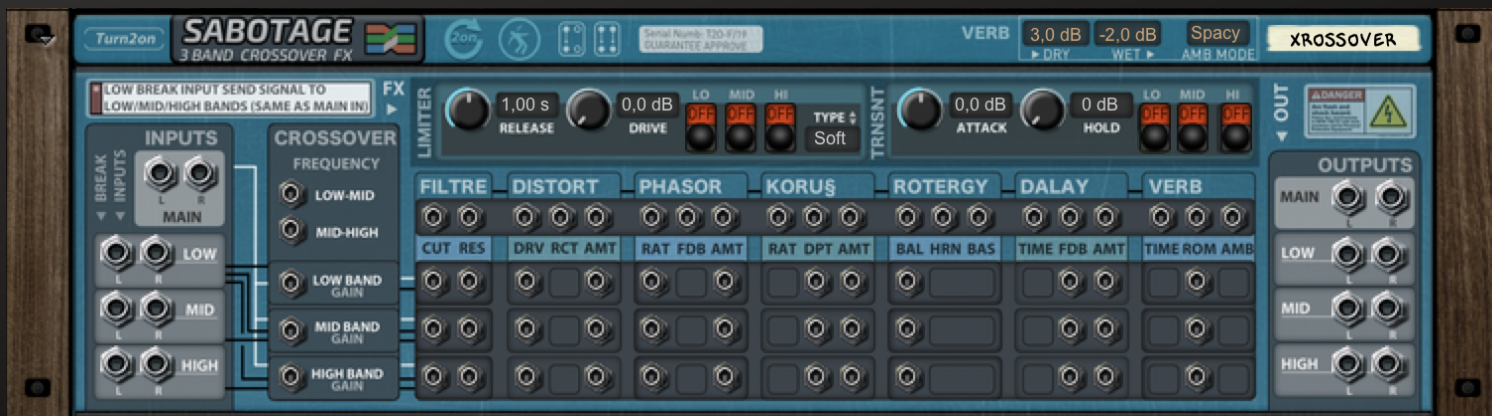 Turn2on
SABOTAGE
3 BAND CROSSOVER FX
2on
Serial Numb: T20-F/19
GUARANTEE APPROVE
VERB
3,0 dB
-2,0 dB
Spacy
DRY
WET
AMB MODE
XROSSOVER
LOW BREAK INPUT SEND SIGNAL TO
LOW/MID/HIGH BANDS (SAME AS MAIN IN)
FX
LIMITER
1,00 s
RELEASE
0,0 dB
DRIVE
LO MID HI
OFF OFF OFF
TYPE
Soft
TRNSNT
0,0 dB
ATTACK
0 dB
HOLD
LO MID HI
OFF OFF OFF
OUT
DANGER
INPUTS
BREAK
INPUTS
L R
MAIN
LOW
L R
MID
L R
HIGH
L R
CROSSOVER
FREQUENCY
LOW-MID
MID-HIGH
LOW BAND
GAIN
MID BAND
GAIN
HIGH BAND
GAIN
FILTRE DISTORT PHASOR KORU§ ROTERGY DALAY VERB
CUT RES DRV RCT AMT RAT FDB AMT RAT DPT AMT BAL HRN BAS TIME FDB AMT TIME ROM AMB
OUTPUTS
MAIN
L R
LOW
L R
MID
L R
HIGH
L R